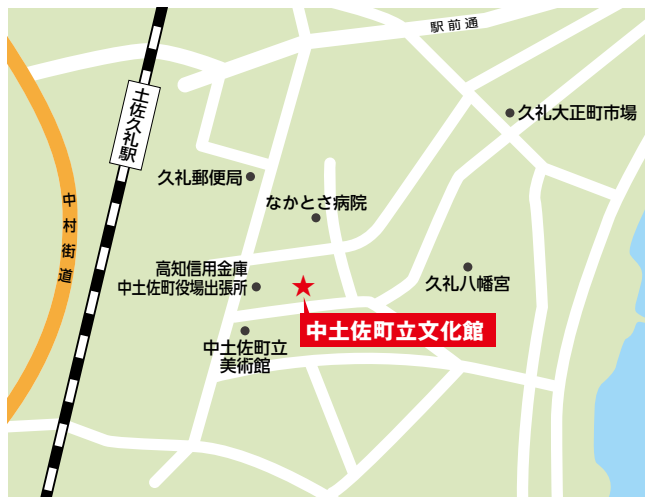 駅前通
久礼大正町市場
土佐久礼駅
久礼郵便局
なかとさ病院
中村街道
高知信用金庫
中土佐町役場出張所
久礼八幡宮
中土佐町立文化館
中土佐町立
美術館